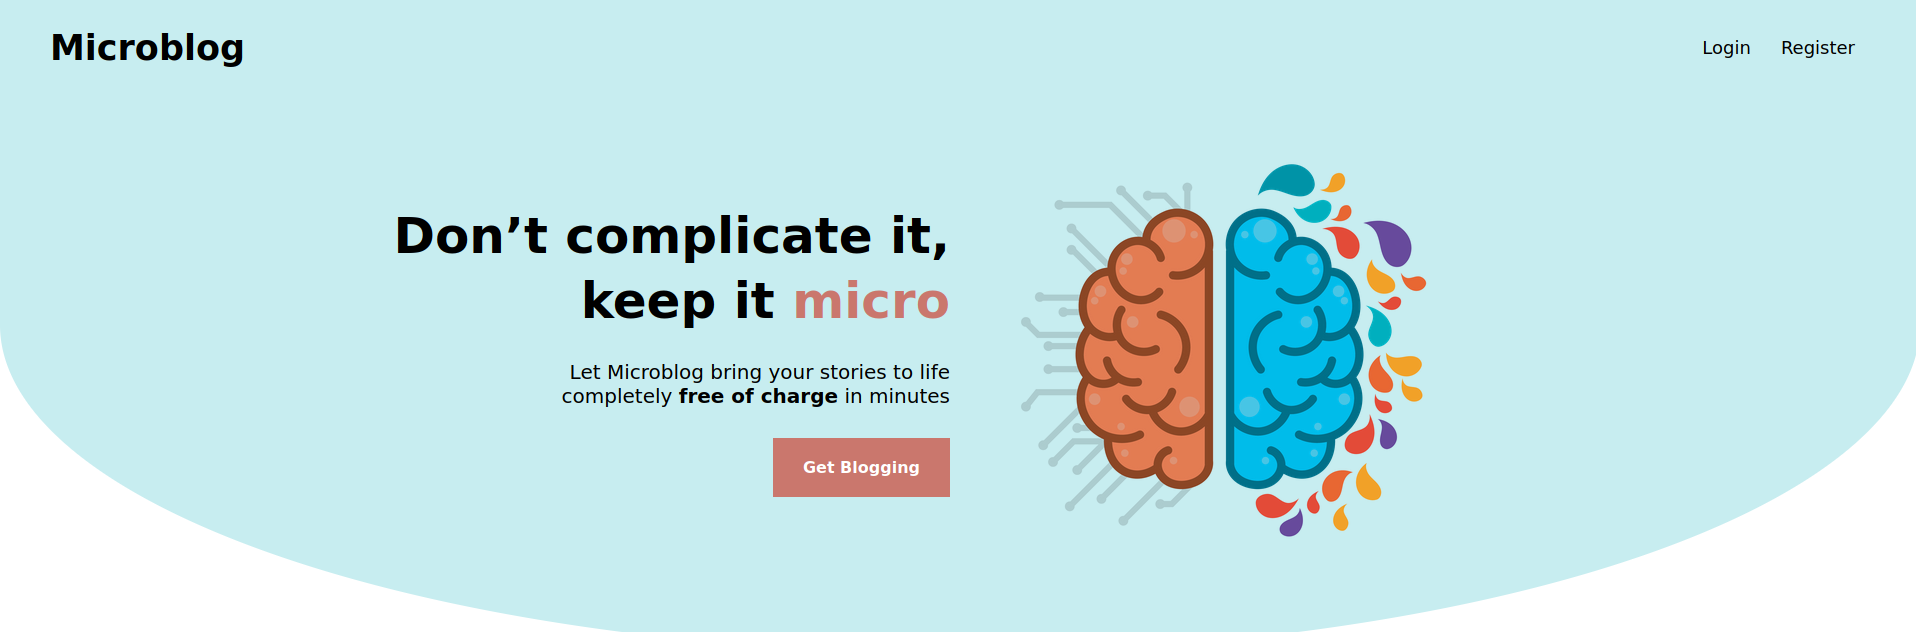 Microblog
Login
Register
Don’t complicate it,
keep it micro
Let Microblog bring your stories to life
completely free of charge in minutes
Get Blogging